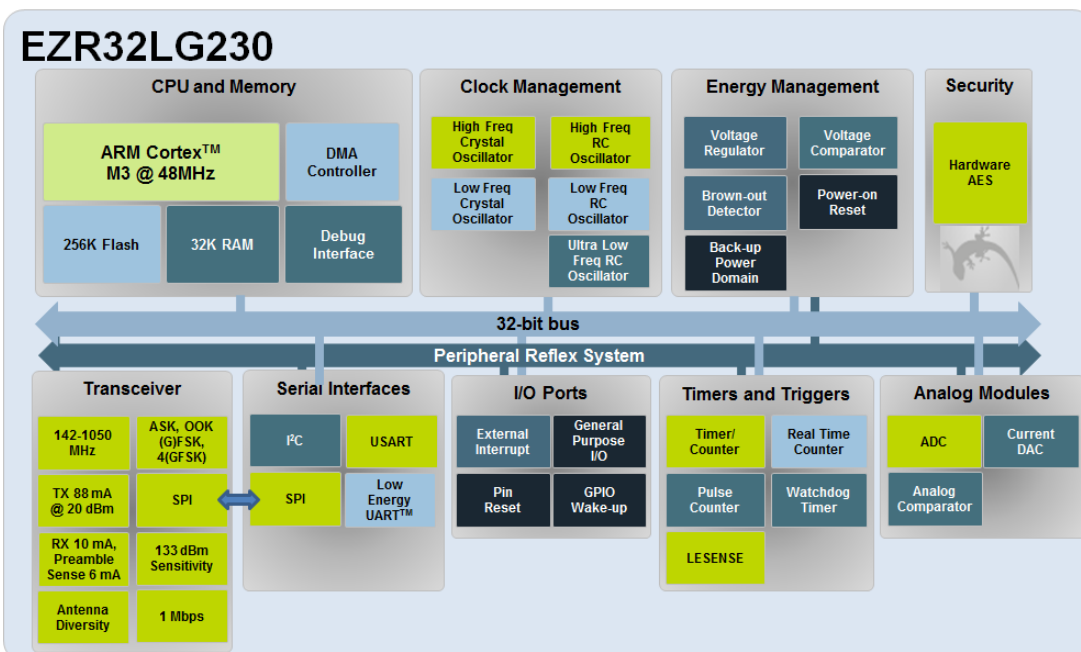 EZR32LG230
CPU and Memory
ARM Cortex™
M3 @ 48MHz
DMA
Controller
256K Flash
32K RAM
Debug
Interface
Clock Management
High Freq
Crystal
Oscillator
High Freq
RC
Oscillator
Low Freq
Crystal
Oscillator
Low Freq
RC
Oscillator
Ultra Low
Freq RC
Oscillator
Energy Management
Voltage
Regulator
Voltage
Comparator
Brown-out
Detector
Power-on
Reset
Back-up
Power
Domain
Security
Hardware
AES
32-bit bus
Peripheral Reflex System
Transceiver
142-1050
MHz
ASK, OOK
(G)FSK,
4(GFSK)
TX 88 mA
@ 20 dBm
SPI
RX 10 mA,
Preamble
Sense 6 mA
133 dBm
Sensitivity
Antenna
Diversity
1 Mbps
Serial Interfaces
I²C
USART
SPI
Low
Energy
UART™
I/O Ports
External
Interrupt
General
Purpose
I/O
Pin
Reset
GPIO
Wake-up
Timers and Triggers
Timer/
Counter
Real Time
Counter
Pulse
Counter
Watchdog
Timer
LESENSE
Analog Modules
ADC
Current
DAC
Analog
Comparator